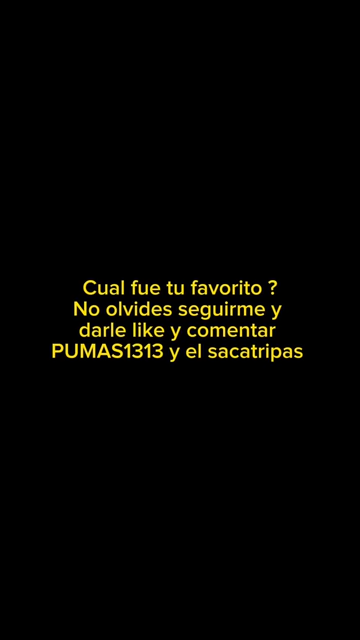 Cual fue tu favorito ?
No olvides seguirme y
darle like y comentar
PUMAS1313 y el sacatripas